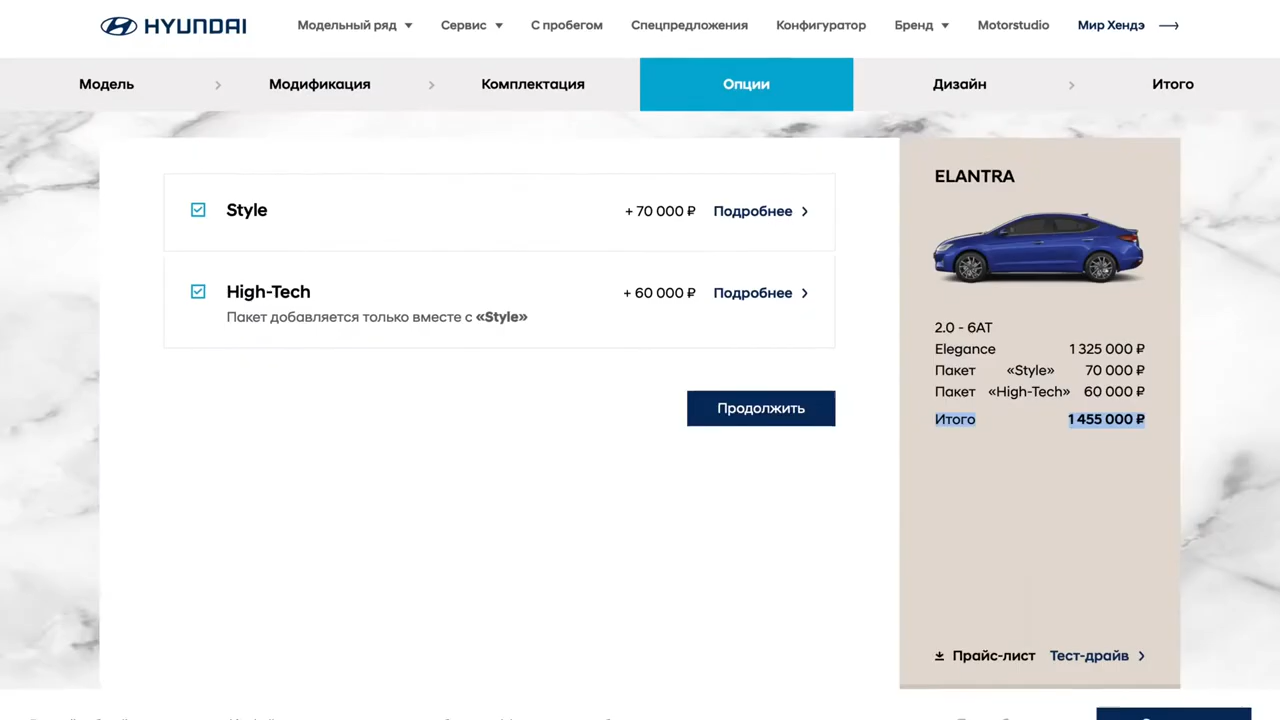 HYUNDAI
Модельный ряд Сервис С пробегом Спецпредложения Конфигуратор Бренд Motorstudio Мир Хендэ
Модель Модификация Комплектация Опции Дизайн Итого
Style + 70 000 ₽ Подробнее
High-Tech + 60 000 ₽ Подробнее
Пакет добавляется только вместе с «Style»
Продолжить
ELANTRA
2.0 - 6AT
Elegance 1 325 000 ₽
Пакет «Style» 70 000 ₽
Пакет «High-Tech» 60 000 ₽
Итого 1 455 000 ₽
Прайс-лист Тест-драйв